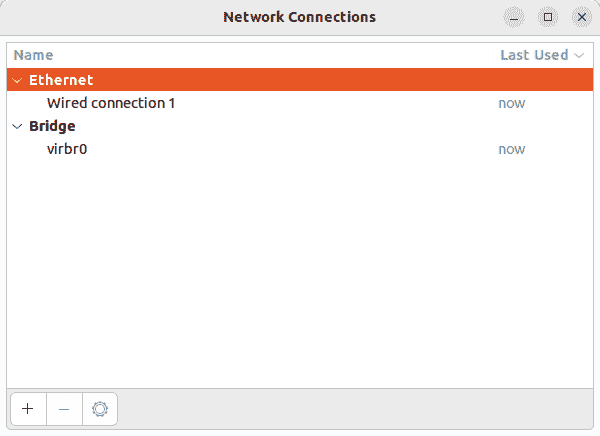 Network Connections
Name Last Used
Ethernet
Wired connection 1 now
Bridge
virbr0 now